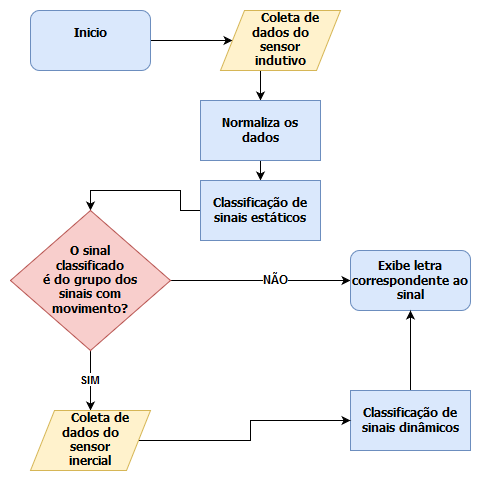 Inicio
Coleta de
dados do
sensor
indutivo
Normaliza os
dados
Classificação de
sinais estáticos
O sinal
classificado
é do grupo dos
sinais com
movimento?
NÃO
Exibe letra
correspondente ao
sinal
SIM
Coleta de
dados do
sensor
inercial
Classificação de
sinais dinâmicos